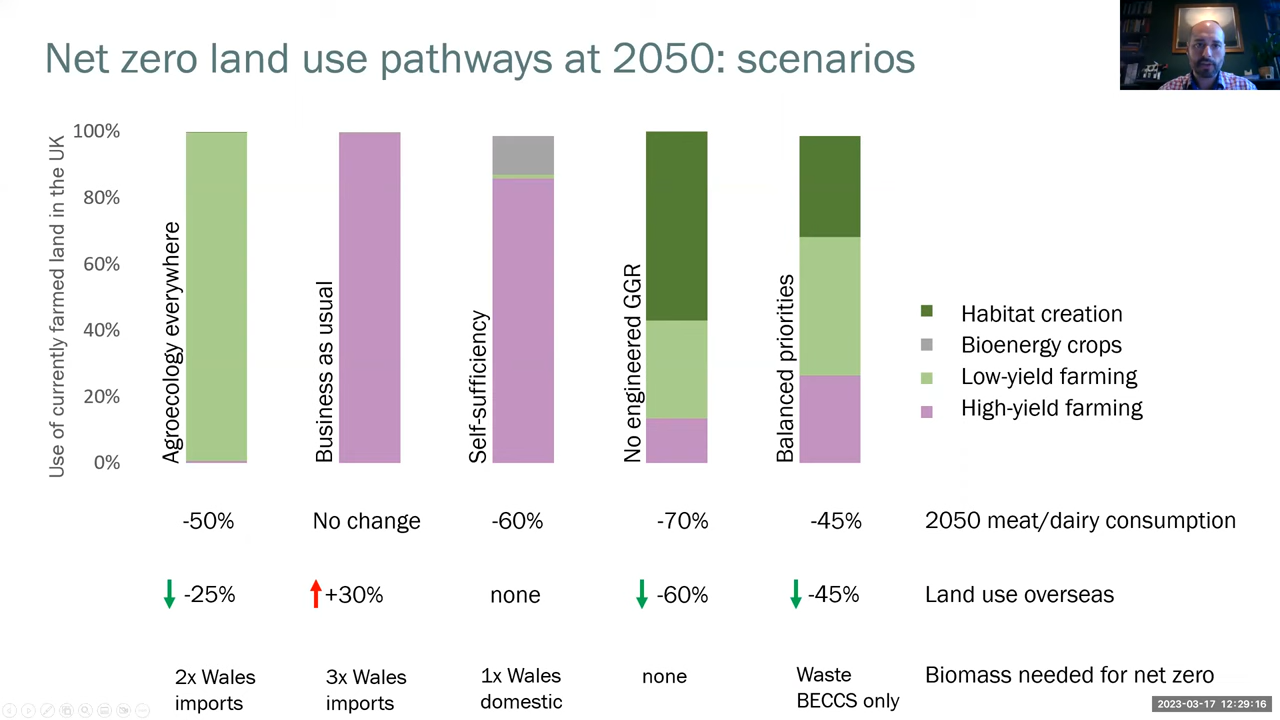 Net zero land use pathways at 2050: scenarios
Use of currently farmed land in the UK
100%
80%
60%
40%
20%
0%
Agroecology everywhere
Business as usual
Self-sufficiency
No engineered GGR
Balanced priorities
Habitat creation
Bioenergy crops
Low-yield farming
High-yield farming
-50% No change -60% -70% -45% 2050 meat/dairy consumption
-25% +30% none -60% -45% Land use overseas
2x Wales imports 3x Wales imports 1x Wales domestic none Waste BECCS only Biomass needed for net zero
2023-03-17 12:29:16